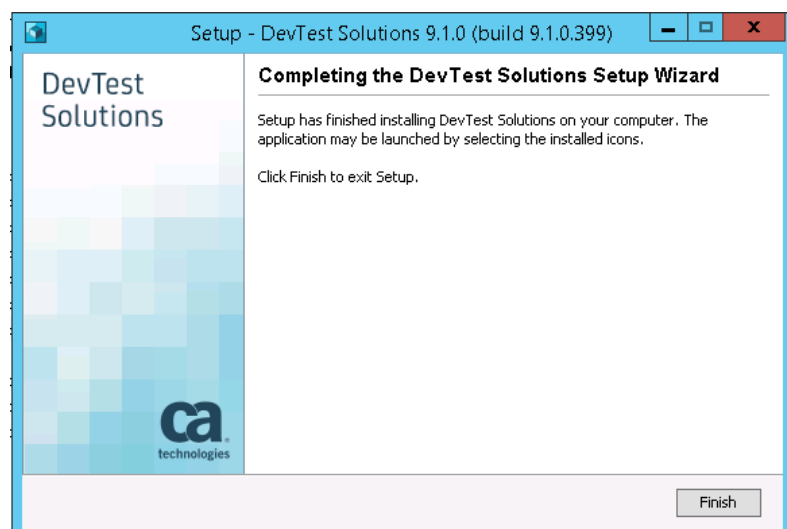 Setup - DevTest Solutions 9.1.0 (build 9.1.0.399)
DevTest
Solutions
Completing the DevTest Solutions Setup Wizard
Setup has finished installing DevTest Solutions on your computer. The
application may be launched by selecting the installed icons.
Click Finish to exit Setup.
ca
technologies
Finish